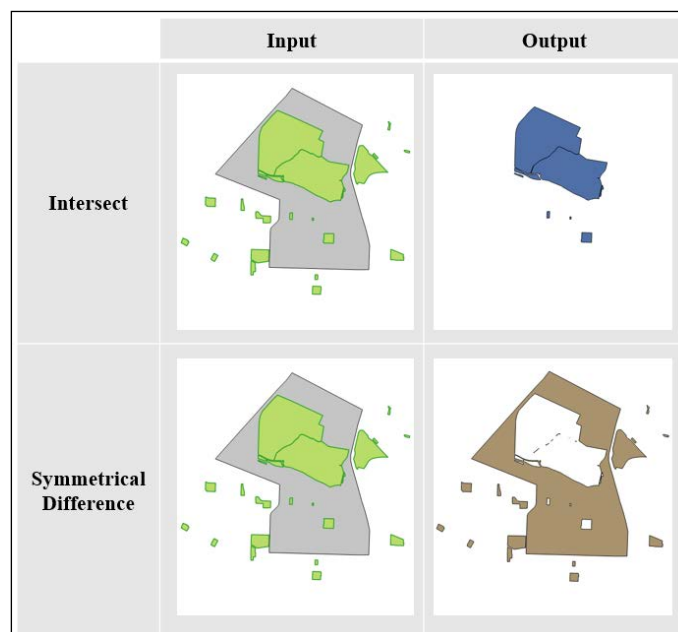 Input
Output
Intersect
Symmetrical
Difference